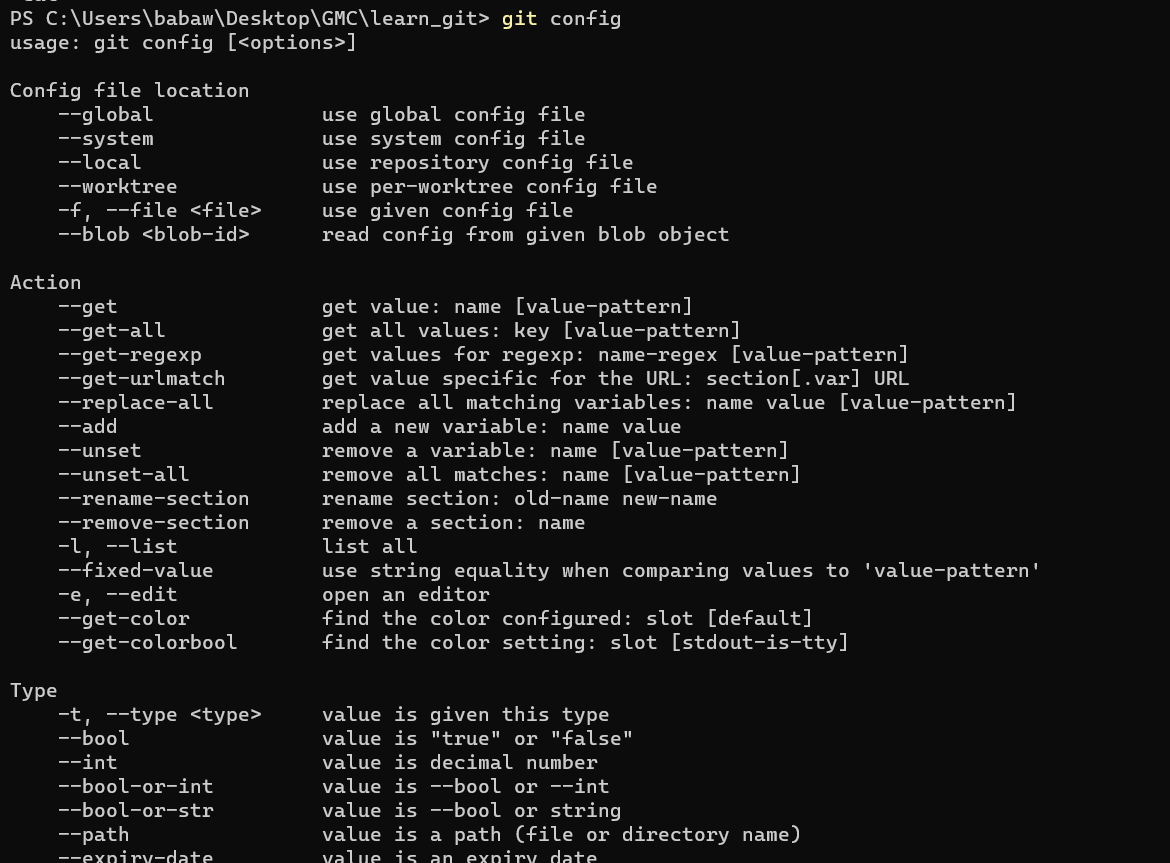 PS C:\Users\babaw\Desktop\GMC\learn_git> git config
usage: git config [<options>]
Config file location
--global use global config file
--system use system config file
--local use repository config file
--worktree use per-worktree config file
-f, --file <file> use given config file
--blob <blob-id> read config from given blob object
Action
--get get value: name [value-pattern]
--get-all get all values: key [value-pattern]
--get-regexp get values for regexp: name-regex [value-pattern]
--get-urlmatch get value specific for the URL: section[.var] URL
--replace-all replace all matching variables: name value [value-pattern]
--add add a new variable: name value
--unset remove a variable: name [value-pattern]
--unset-all remove all matches: name [value-pattern]
--rename-section rename section: old-name new-name
--remove-section remove a section: name
-l, --list list all
--fixed-value use string equality when comparing values to 'value-pattern'
-e, --edit open an editor
--get-color find the color configured: slot [default]
--get-colorbool find the color setting: slot [stdout-is-tty]
Type
-t, --type <type> value is given this type
--bool value is "true" or "false"
--int value is decimal number
--bool-or-int value is --bool or --int
--bool-or-str value is --bool or string
--path value is a path (file or directory name)
--expiry-date value is an expiry date